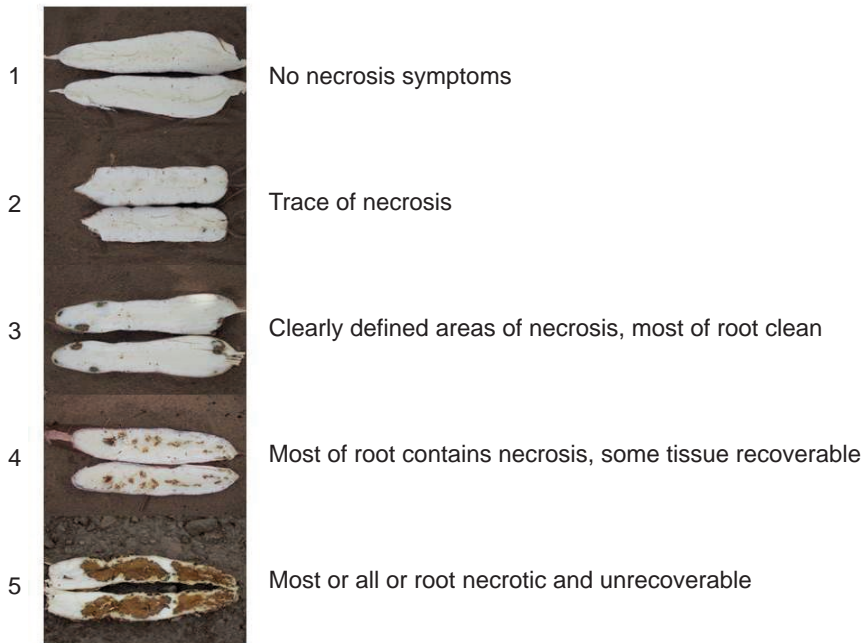 1 No necrosis symptoms
2 Trace of necrosis
3 Clearly defined areas of necrosis, most of root clean
4 Most of root contains necrosis, some tissue recoverable
5 Most or all or root necrotic and unrecoverable